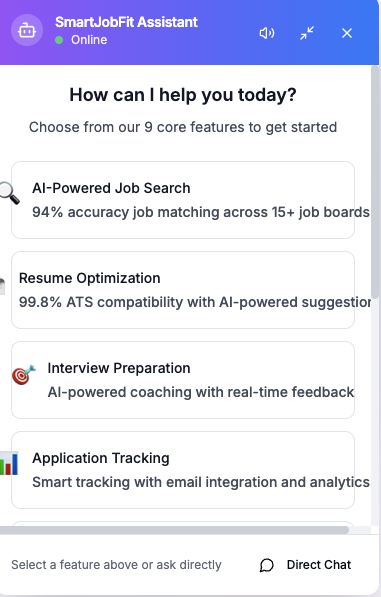 SmartJobFit Assistant
Online
How can I help you today?
Choose from our 9 core features to get started
AI-Powered Job Search
94% accuracy job matching across 15+ job boards
Resume Optimization
99.8% ATS compatibility with AI-powered suggestion
Interview Preparation
AI-powered coaching with real-time feedback
Application Tracking
Smart tracking with email integration and analytics
Select a feature above or ask directly
Direct Chat